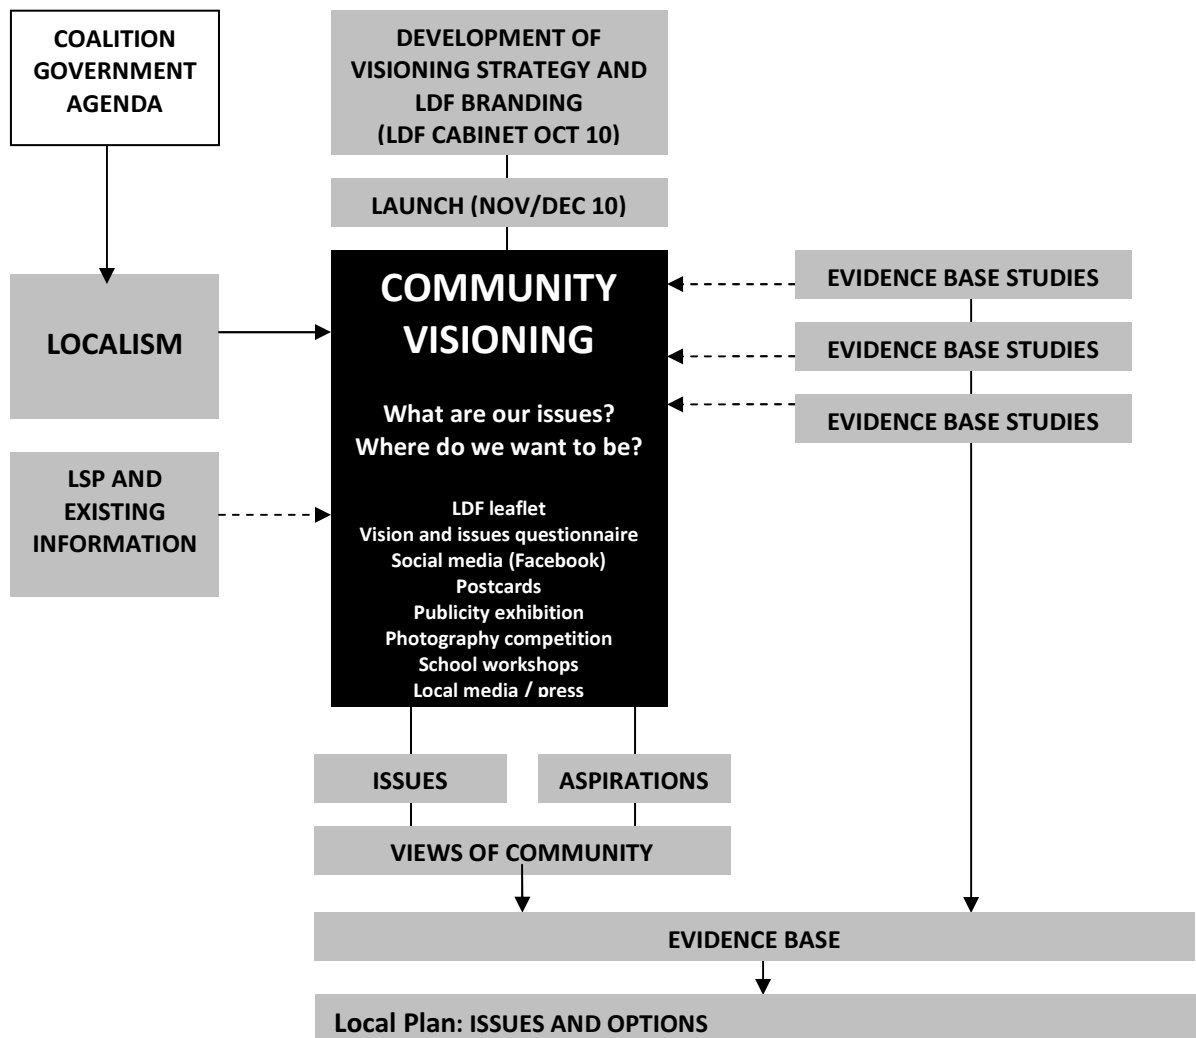 COALITION
GOVERNMENT
AGENDA
DEVELOPMENT OF
VISIONING STRATEGY AND
LDF BRANDING
(LDF CABINET OCT 10)
LAUNCH (NOV/DEC 10)
LOCALISM
LSP AND
EXISTING
INFORMATION
COMMUNITY
VISIONING
What are our issues?
Where do we want to be?
LDF leaflet
Vision and issues questionnaire
Social media (Facebook)
Postcards
Publicity exhibition
Photography competition
School workshops
Local media / press
EVIDENCE BASE STUDIES
EVIDENCE BASE STUDIES
EVIDENCE BASE STUDIES
ISSUES
ASPIRATIONS
VIEWS OF COMMUNITY
EVIDENCE BASE
Local Plan: ISSUES AND OPTIONS